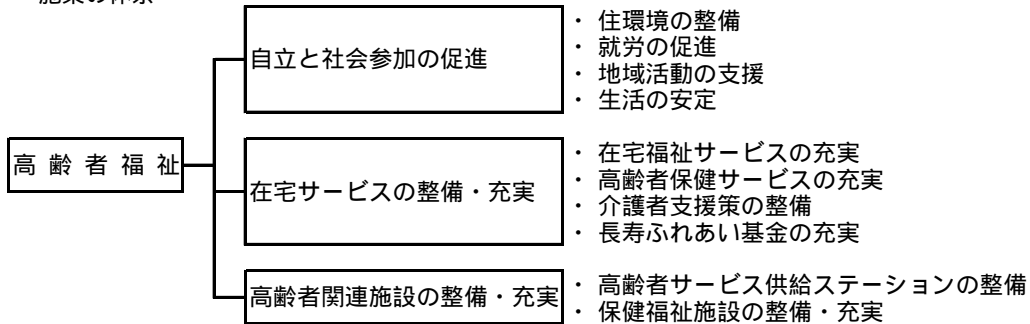 施策の体系
高 齢 者 福 祉
自立と社会参加の促進
・ 住環境の整備
・ 就労の促進
・ 地域活動の支援
・ 生活の安定
在宅サービスの整備・充実
・ 在宅福祉サービスの充実
・ 高齢者保健サービスの充実
・ 介護者支援策の整備
・ 長寿ふれあい基金の充実
高齢者関連施設の整備・充実
・ 高齢者サービス供給ステーションの整備
・ 保健福祉施設の整備・充実